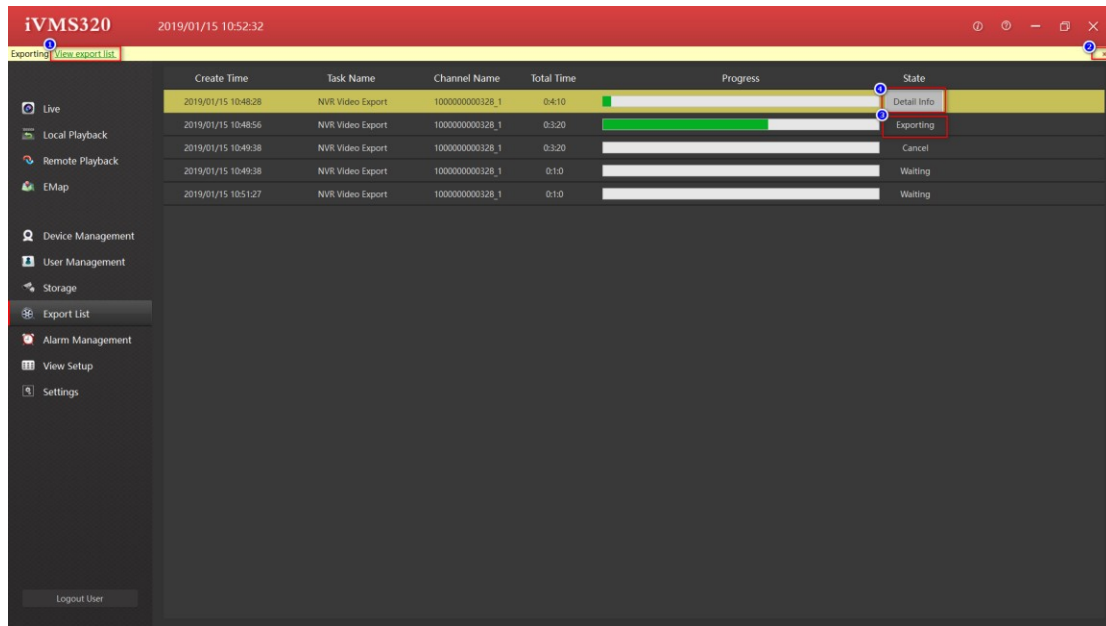 iVMS320 2019/01/15 10:52:32
1 2
Exporting View export list
Create Time Task Name Channel Name Total Time Progress State
4
Live 2019/01/15 10:48:28 NVR Video Export 1000000000328_1 0:4:10 Detail Info
3
Local Playback 2019/01/15 10:48:56 NVR Video Export 1000000000328_1 0:3:20 Exporting
2019/01/15 10:49:38 NVR Video Export 1000000000328_1 0:3:20 Cancel
Remote Playback 2019/01/15 10:49:38 NVR Video Export 1000000000328_1 0:1:0 Waiting
EMap 2019/01/15 10:51:27 NVR Video Export 1000000000328_1 0:1:0 Waiting
Device Management
User Management
Storage
Export List
Alarm Management
View Setup
Settings
Logout User